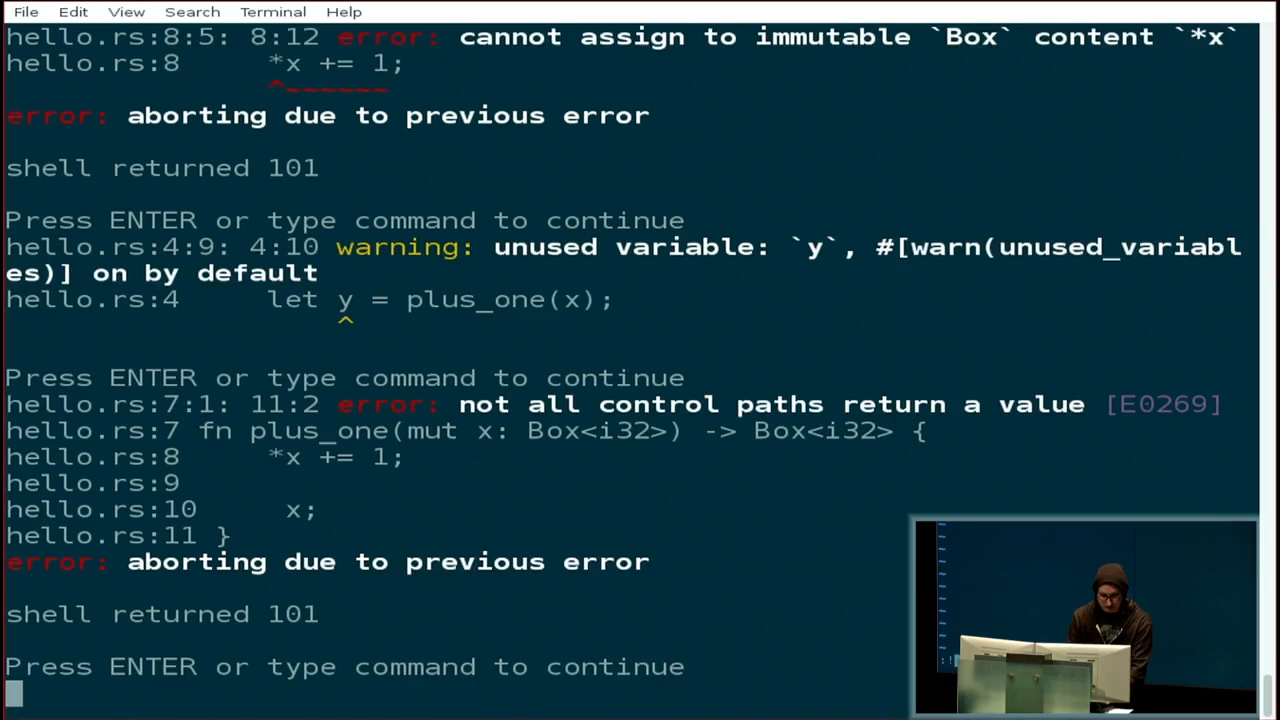 File Edit View Search Terminal Help
hello.rs:8:5: 8:12 error: cannot assign to immutable `Box` content `*x`
hello.rs:8     *x += 1;
^~~~~~~
error: aborting due to previous error
shell returned 101
Press ENTER or type command to continue
hello.rs:4:9: 4:10 warning: unused variable: `y`, #[warn(unused_variabl
es)] on by default
hello.rs:4     let y = plus_one(x);
^
Press ENTER or type command to continue
hello.rs:7:1: 11:2 error: not all control paths return a value [E0269]
hello.rs:7 fn plus_one(mut x: Box<i32>) -> Box<i32> {
hello.rs:8     *x += 1;
hello.rs:9
hello.rs:10     x;
hello.rs:11 }
error: aborting due to previous error
shell returned 101
Press ENTER or type command to continue
:!